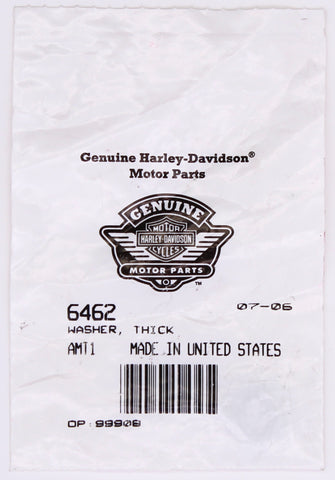 Genuine Harley-Davidson®
Motor Parts
GENUINE
MOTOR
HARLEY-DAVIDSON
CYCLES
MOTOR PARTS
™
6462 07-06
WASHER, THICK
AMT1 MADE IN UNITED STATES
OP:99908